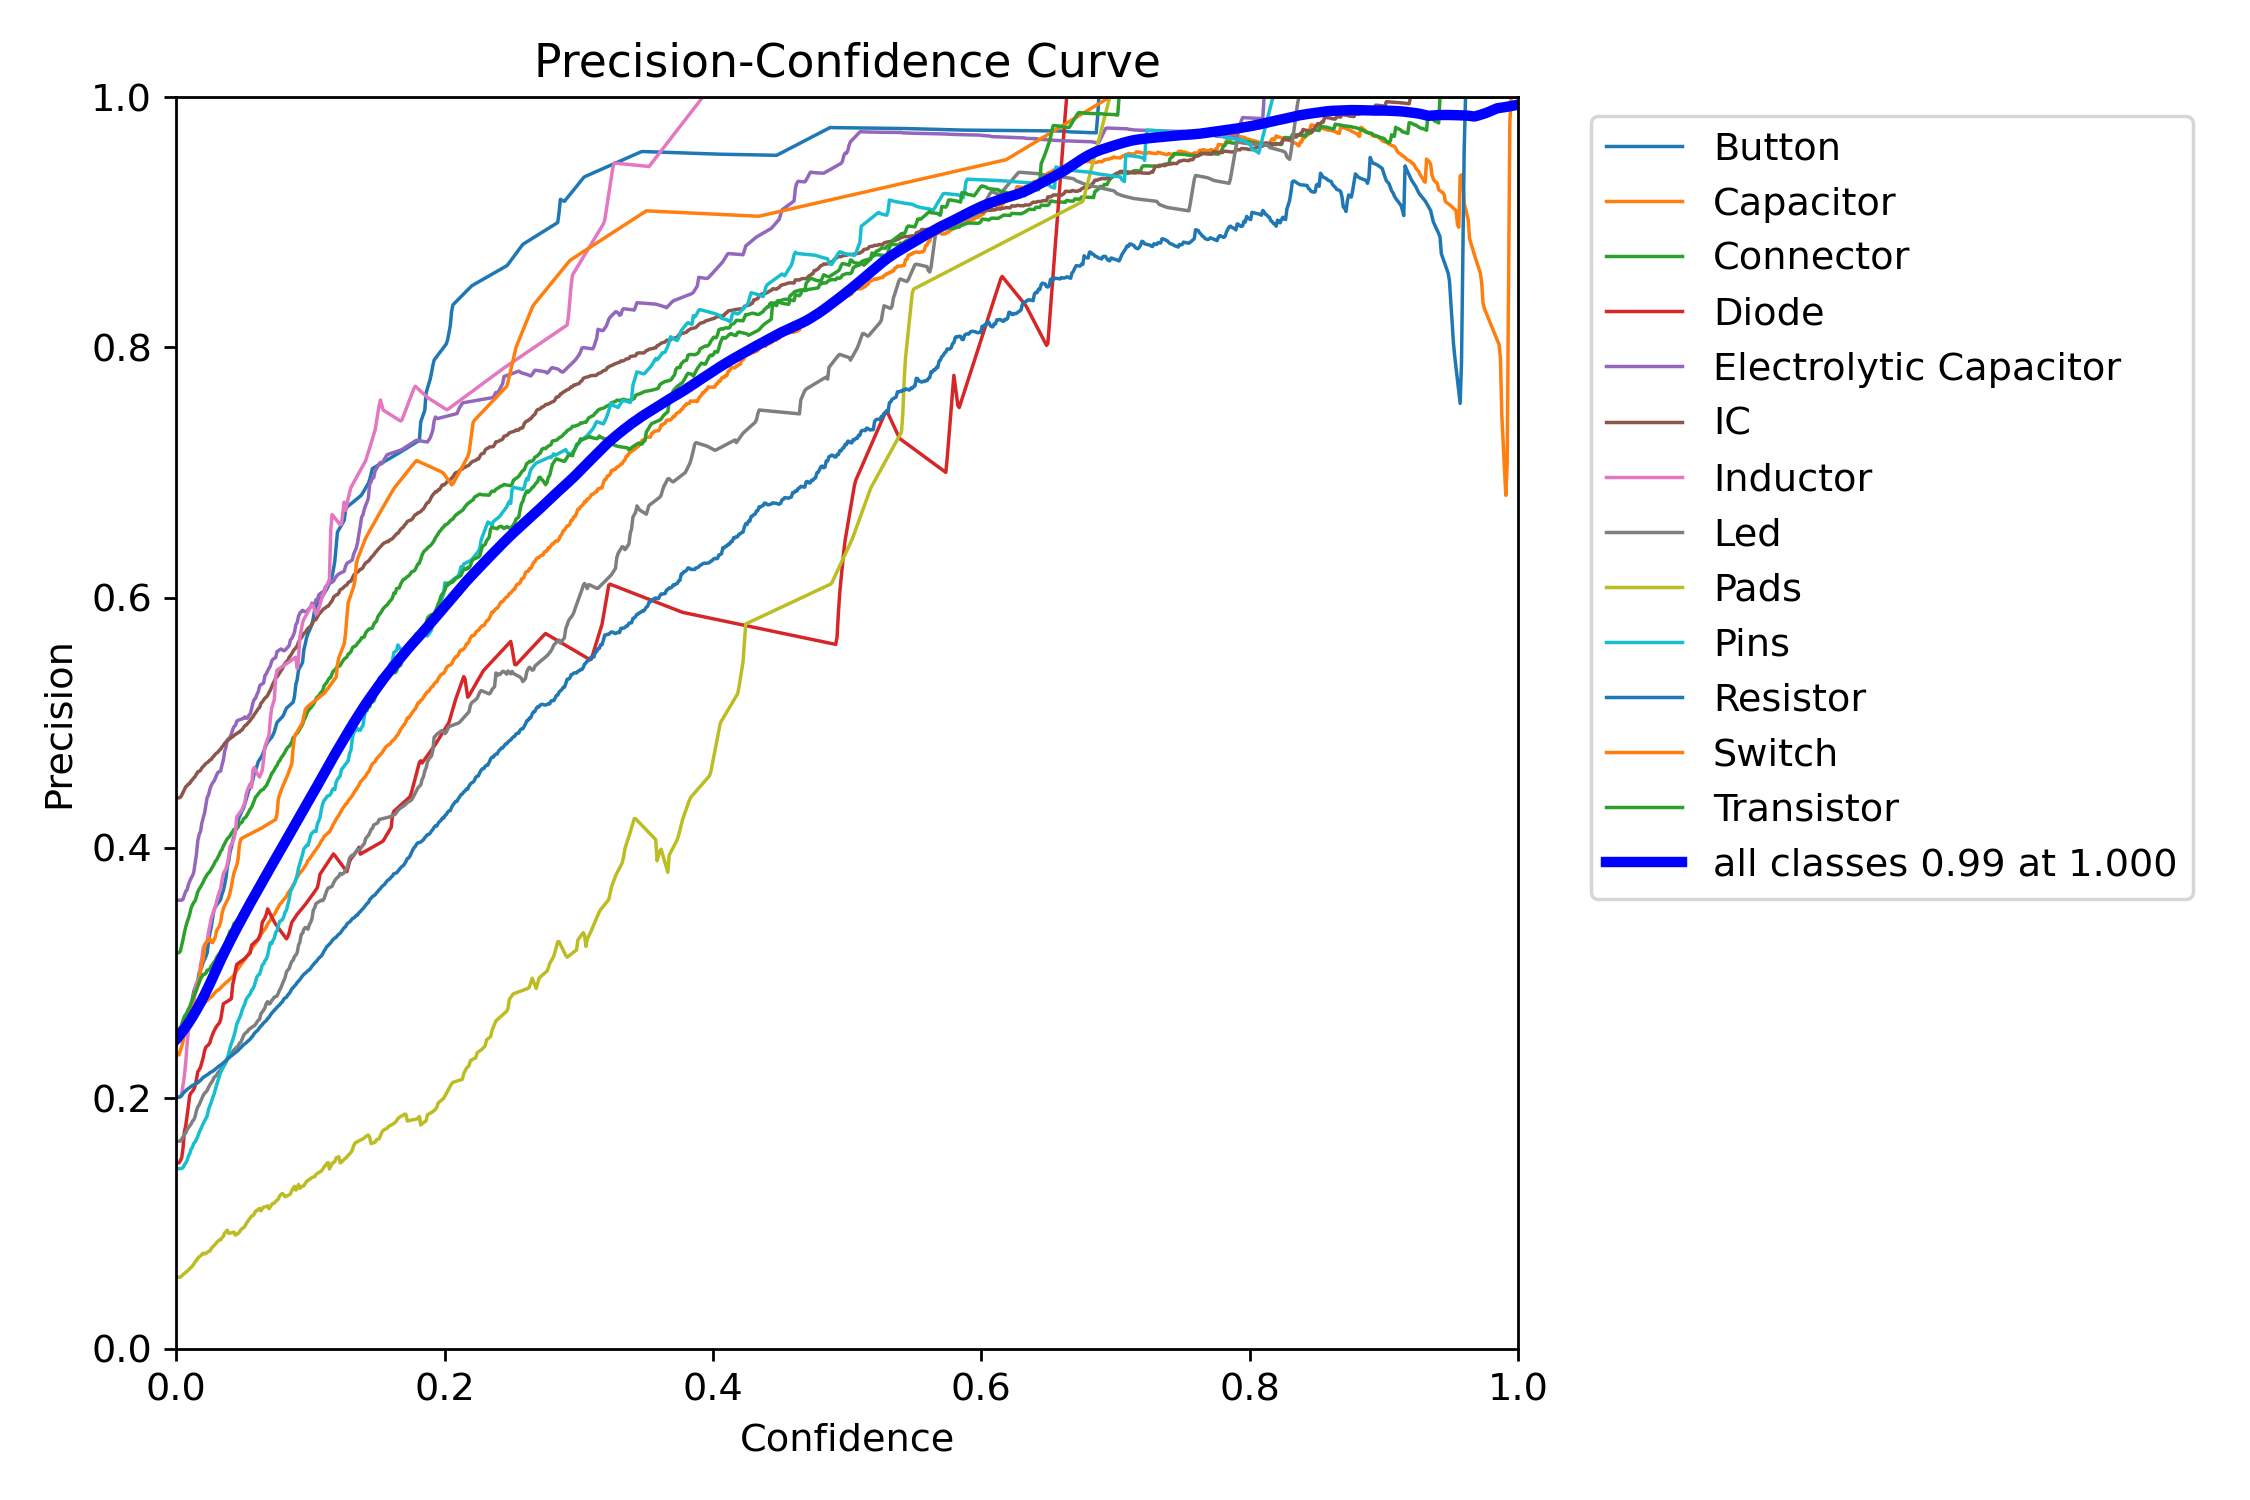 Precision-Confidence Curve
1.0
0.8
0.6
0.4
0.2
0.0
Precision
0.0 0.2 0.4 0.6 0.8 1.0
Confidence
Button
Capacitor
Connector
Diode
Electrolytic Capacitor
IC
Inductor
Led
Pads
Pins
Resistor
Switch
Transistor
all classes 0.99 at 1.000